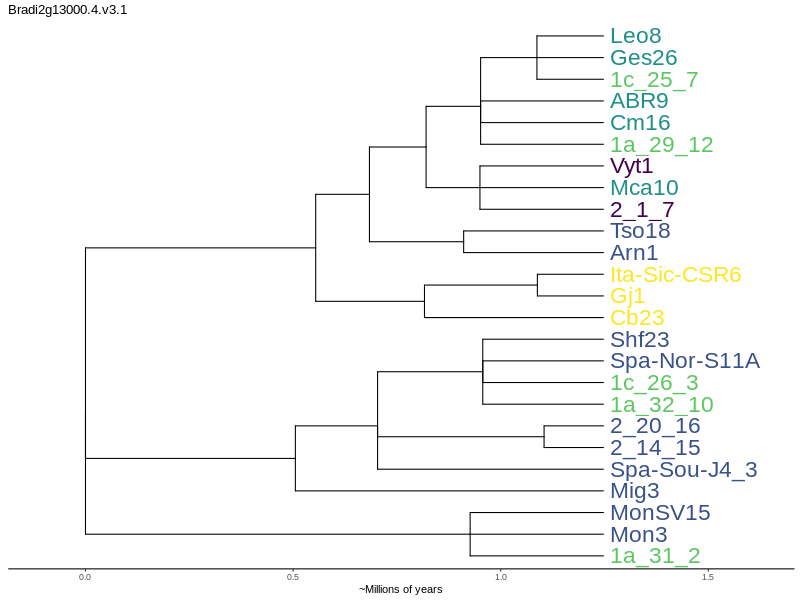 Bradi2g13000.4.v3.1
Leo8
Ges26
1c_25_7
ABR9
Cm16
1a_29_12
Vyt1
Mca10
2_1_7
Tso18
Arn1
Ita-Sic-CSR6
Gj1
Cb23
Shf23
Spa-Nor-S11A
1c_26_3
1a_32_10
2_20_16
2_14_15
Spa-Sou-J4_3
Mig3
MonSV15
Mon3
1a_31_2
0.0 0.5 1.0 1.5
~Millions of years